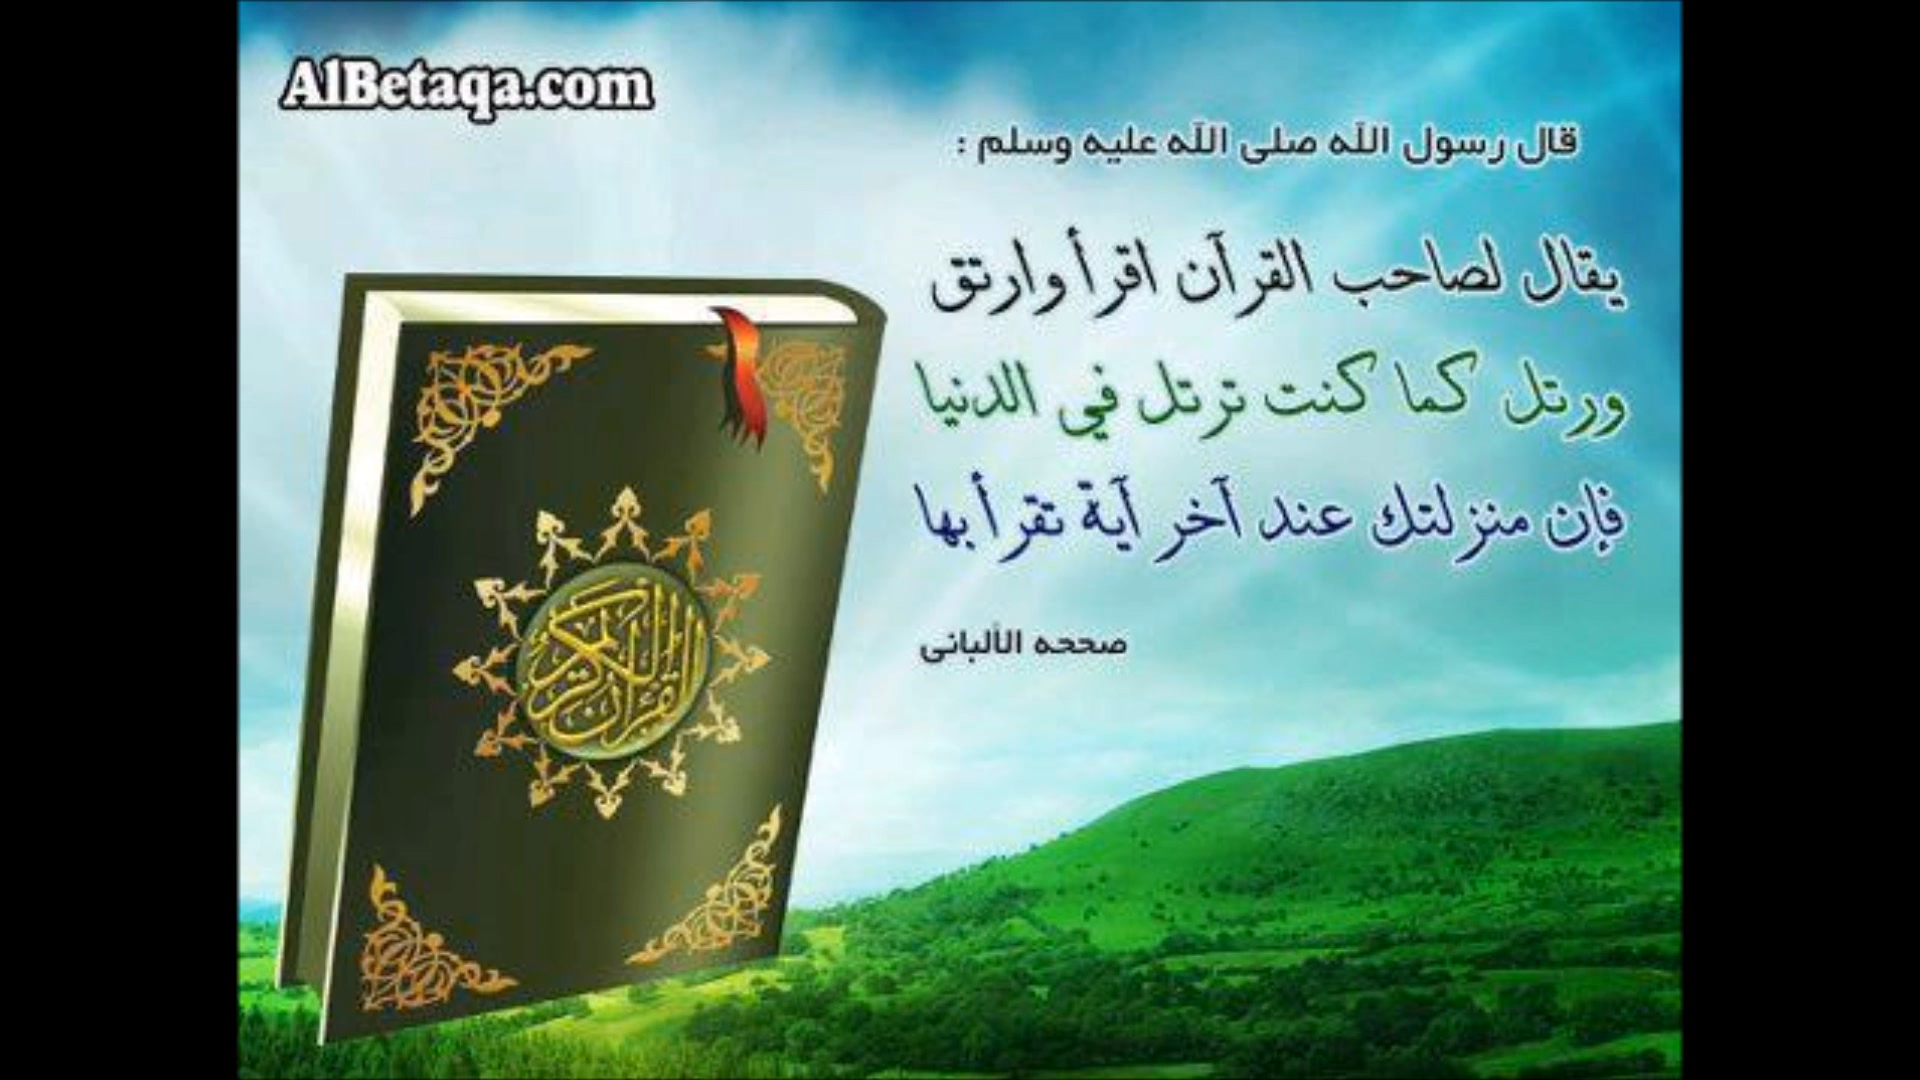 AlBetaqa.com
قال رسول الله صلى الله عليه وسلم :
يقال لصاحب القرآن اقرأ وارتق
ورتل كما كنت ترتل في الدنيا
فإن منزلتك عند آخر آية تقرأ بها
صححه الألباني
القرآن الكريم